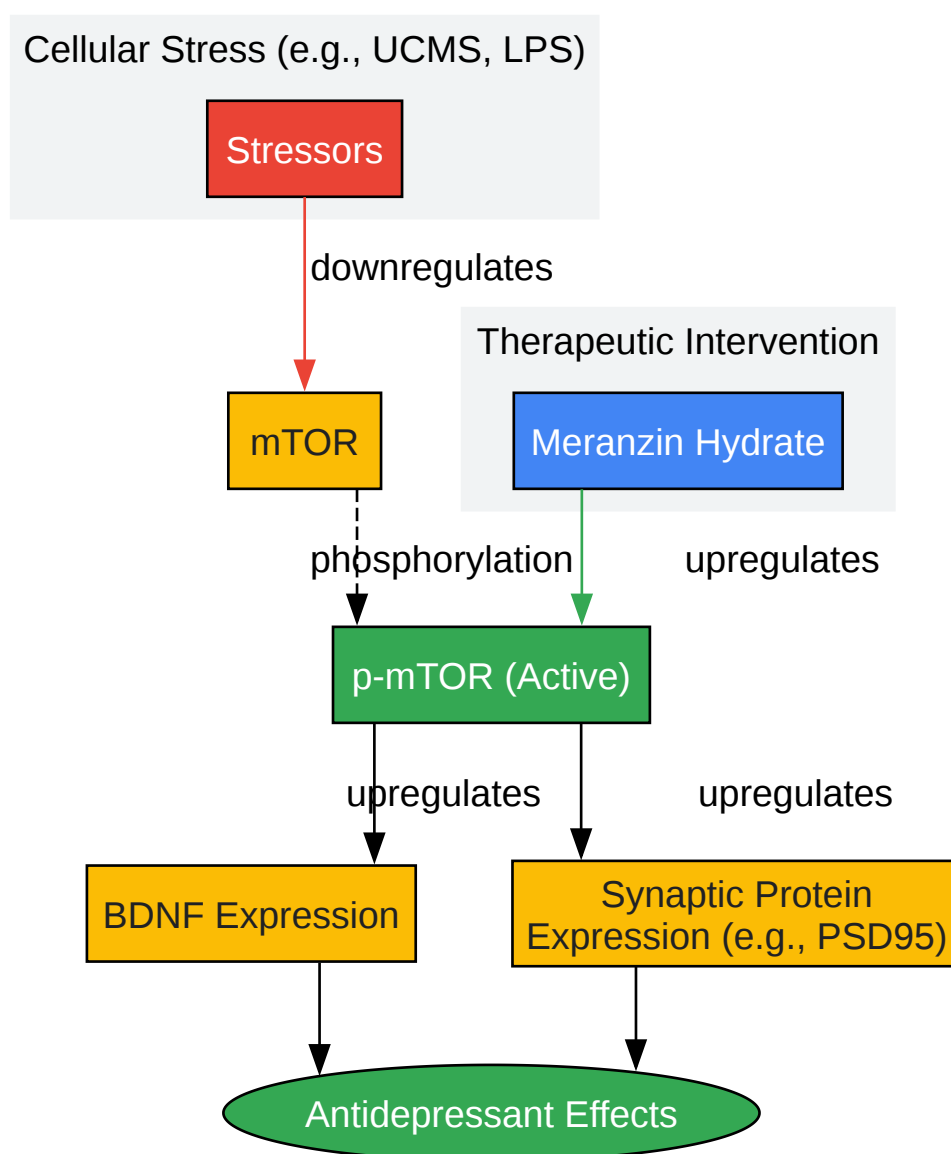 Cellular Stress (e.g., UCMS, LPS)
Stressors
downregulates
Therapeutic Intervention
mTOR
Meranzin Hydrate
phosphorylation
upregulates
p-mTOR (Active)
upregulates
upregulates
BDNF Expression
Synaptic Protein
Expression (e.g., PSD95)
Antidepressant Effects